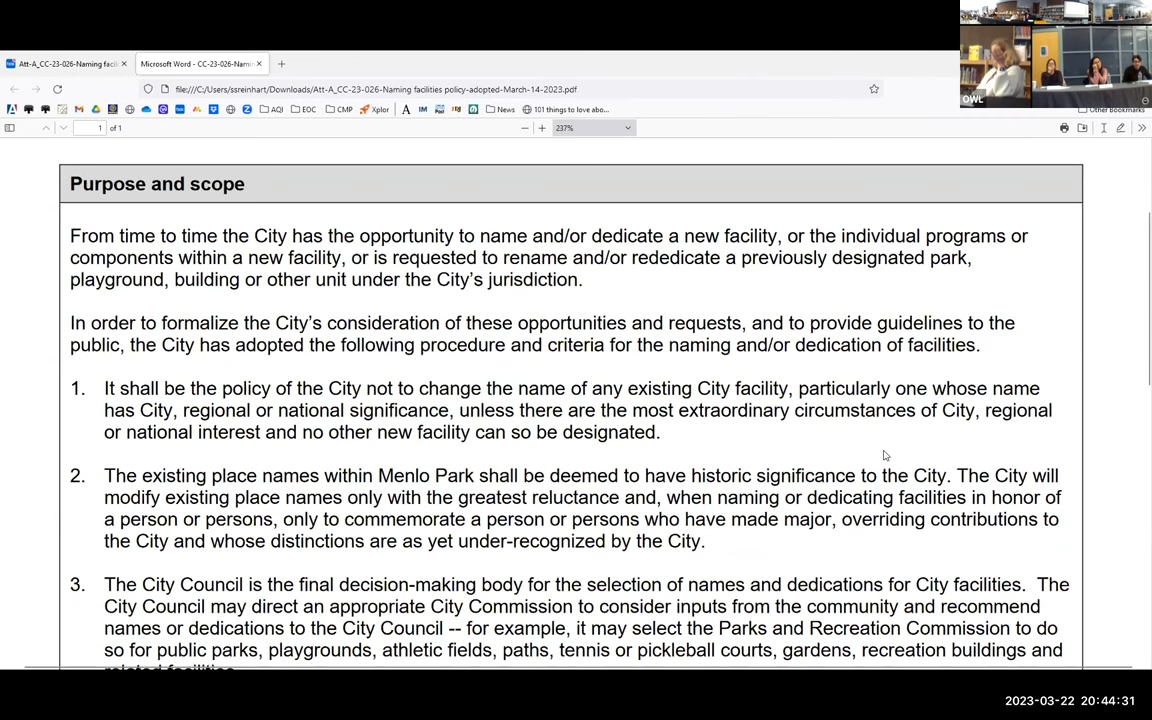 Att-A_CC-23-026-Naming facili
Microsoft Word - CC-23-026-Namin
file:///C:/Users/ssreinhart/Downloads/Att-A_CC-23-026-Naming facilities policy-adopted-March-14-2023.pdf
AQI EOC CMP Xplor News 101 things to love abo... Other Bookmarks
1 of 1 237%
OWL
Purpose and scope
From time to time the City has the opportunity to name and/or dedicate a new facility, or the individual programs or
components within a new facility, or is requested to rename and/or rededicate a previously designated park,
playground, building or other unit under the City's jurisdiction.
In order to formalize the City's consideration of these opportunities and requests, and to provide guidelines to the
public, the City has adopted the following procedure and criteria for the naming and/or dedication of facilities.
1. It shall be the policy of the City not to change the name of any existing City facility, particularly one whose name
has City, regional or national significance, unless there are the most extraordinary circumstances of City, regional
or national interest and no other new facility can so be designated.
2. The existing place names within Menlo Park shall be deemed to have historic significance to the City. The City will
modify existing place names only with the greatest reluctance and, when naming or dedicating facilities in honor of
a person or persons, only to commemorate a person or persons who have made major, overriding contributions to
the City and whose distinctions are as yet under-recognized by the City.
3. The City Council is the final decision-making body for the selection of names and dedications for City facilities. The
City Council may direct an appropriate City Commission to consider inputs from the community and recommend
names or dedications to the City Council -- for example, it may select the Parks and Recreation Commission to do
so for public parks, playgrounds, athletic fields, paths, tennis or pickleball courts, gardens, recreation buildings and
related facilities
2023-03-22 20:44:31